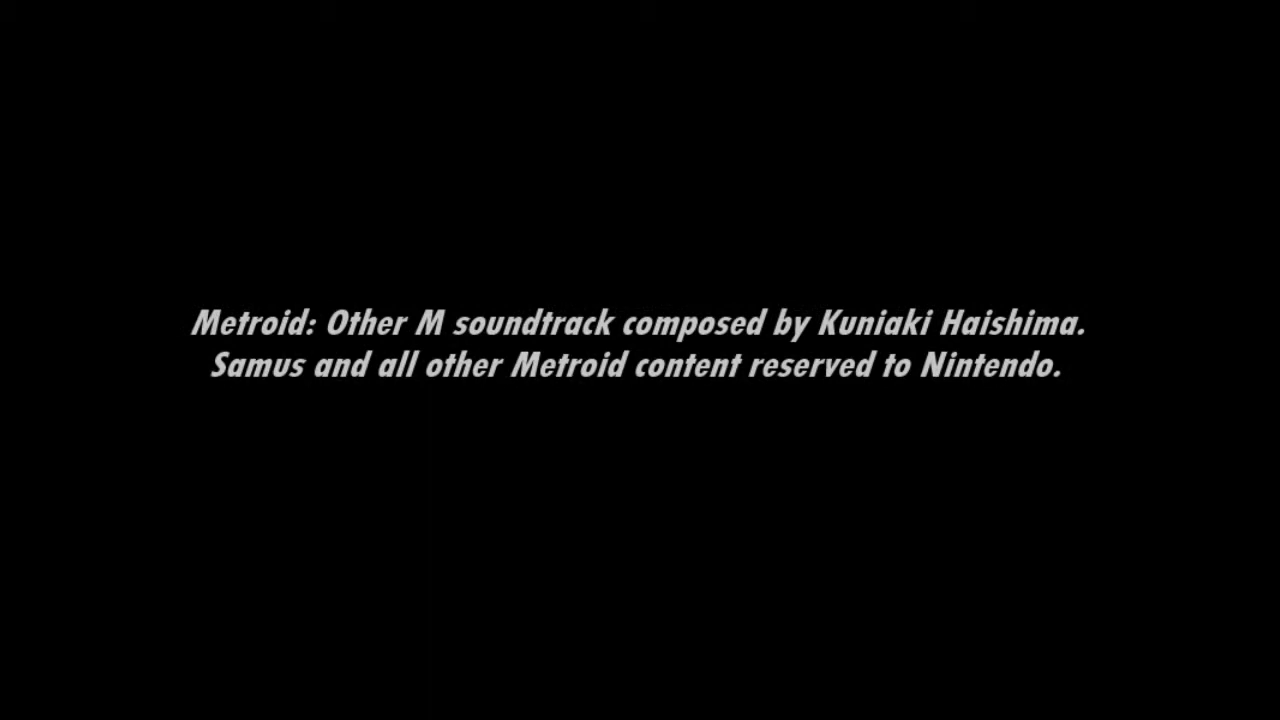 Metroid: Other M soundtrack composed by Kuniaki Haishima.
Samus and all other Metroid content reserved to Nintendo.